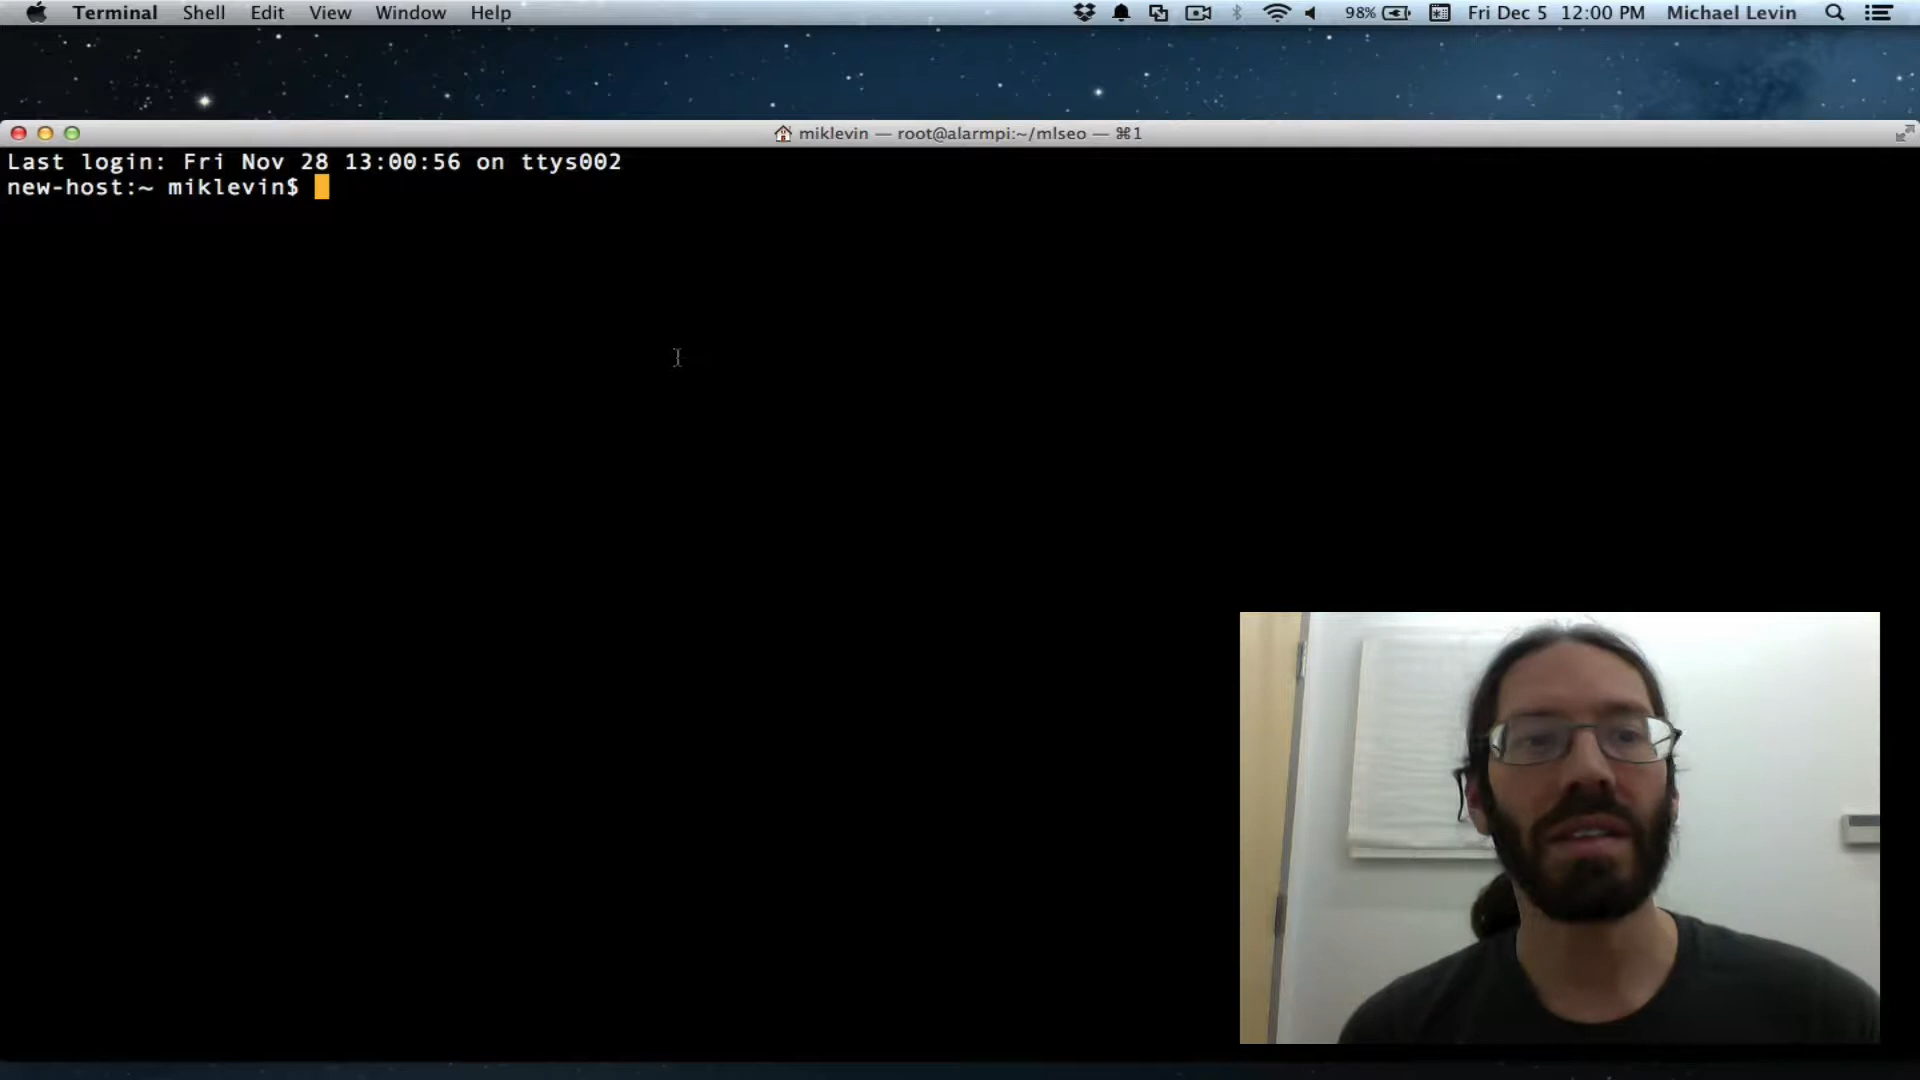 Terminal Shell Edit View Window Help 98% Fri Dec 5 12:00 PM Michael Levin
miklevin — root@alarmpi:~/mlseo — ⌘1
Last login: Fri Nov 28 13:00:56 on ttys002
new-host:~ miklevin$